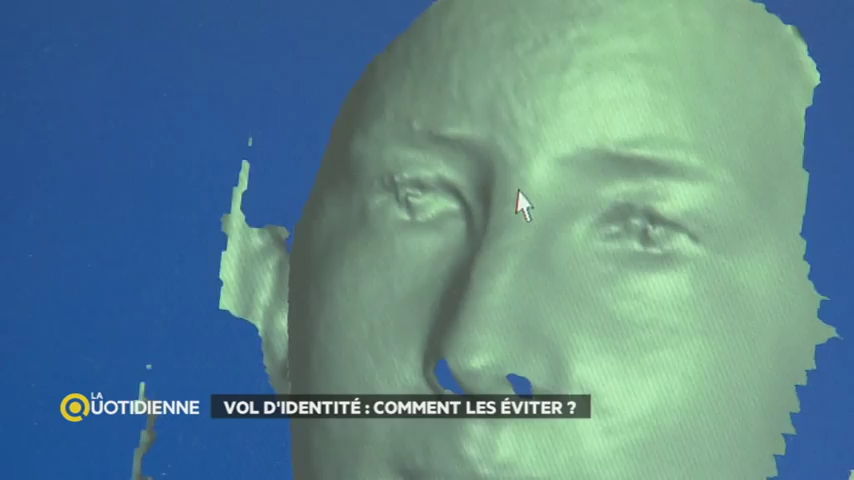 LA
QUOTIDIENNE
VOL D'IDENTITÉ : COMMENT LES ÉVITER ?